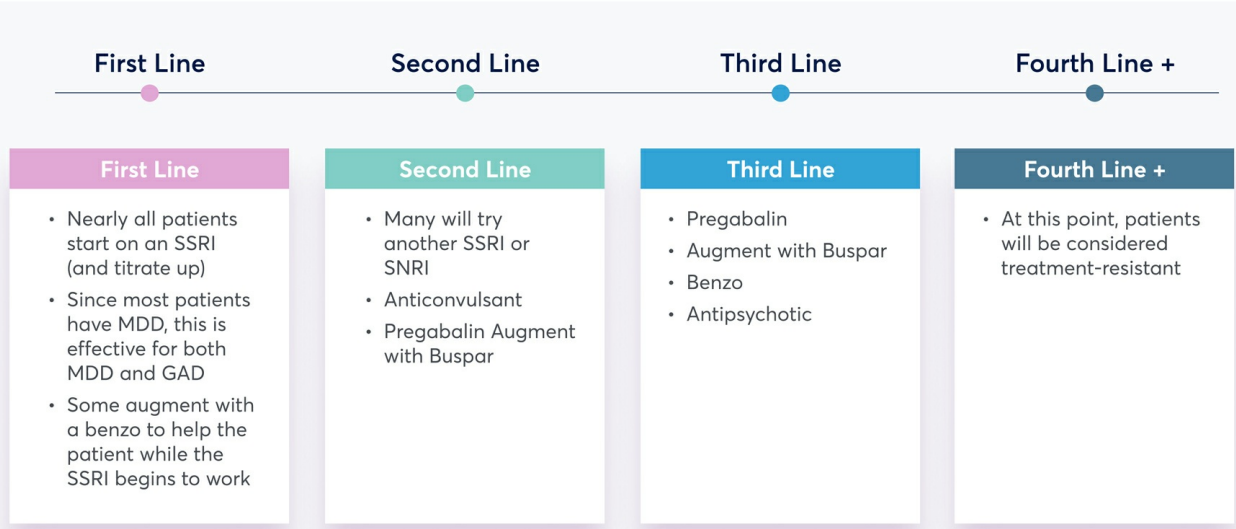 First Line
Second Line
Third Line
Fourth Line +
First Line
• Nearly all patients
start on an SSRI
(and titrate up)
• Since most patients
have MDD, this is
effective for both
MDD and GAD
• Some augment with
a benzo to help the
patient while the
SSRI begins to work
Second Line
• Many will try
another SSRI or
SNRI
• Anticonvulsant
• Pregabalin Augment
with Buspar
Third Line
• Pregabalin
• Augment with Buspar
• Benzo
• Antipsychotic
Fourth Line +
• At this point, patients
will be considered
treatment-resistant